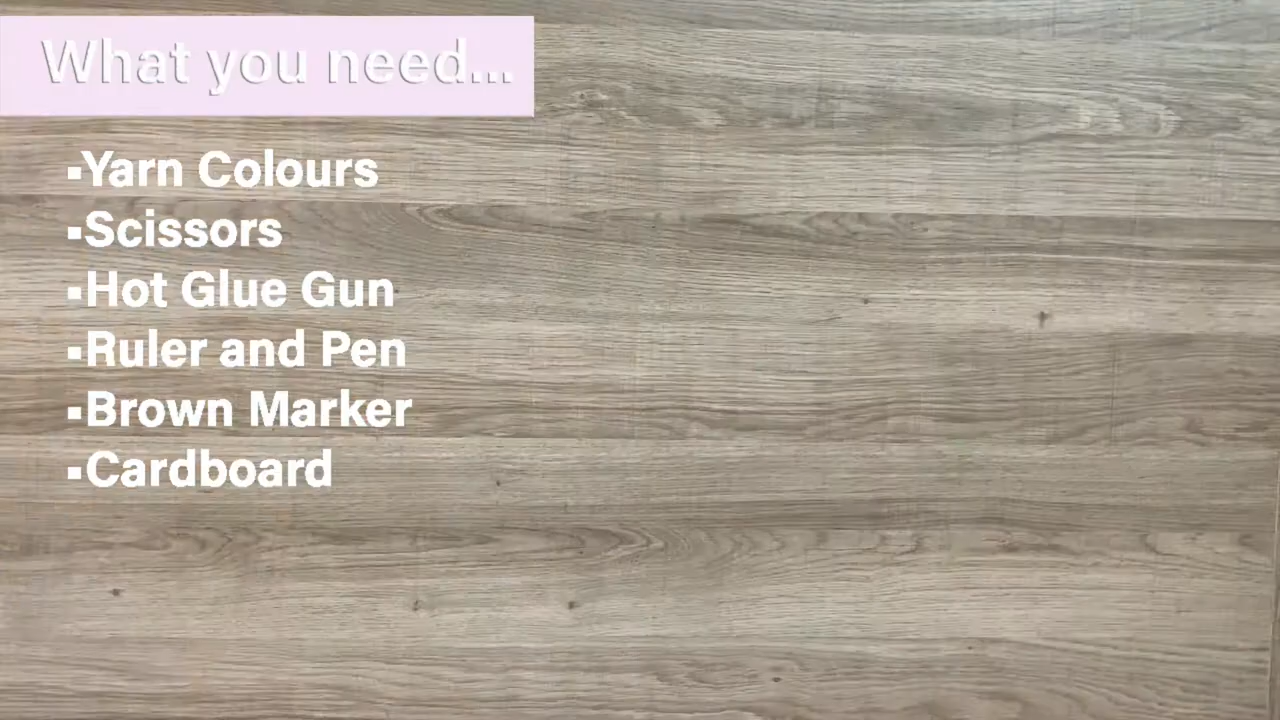 What you need...
▪Yarn Colours
▪Scissors
▪Hot Glue Gun
▪Ruler and Pen
▪Brown Marker
▪Cardboard